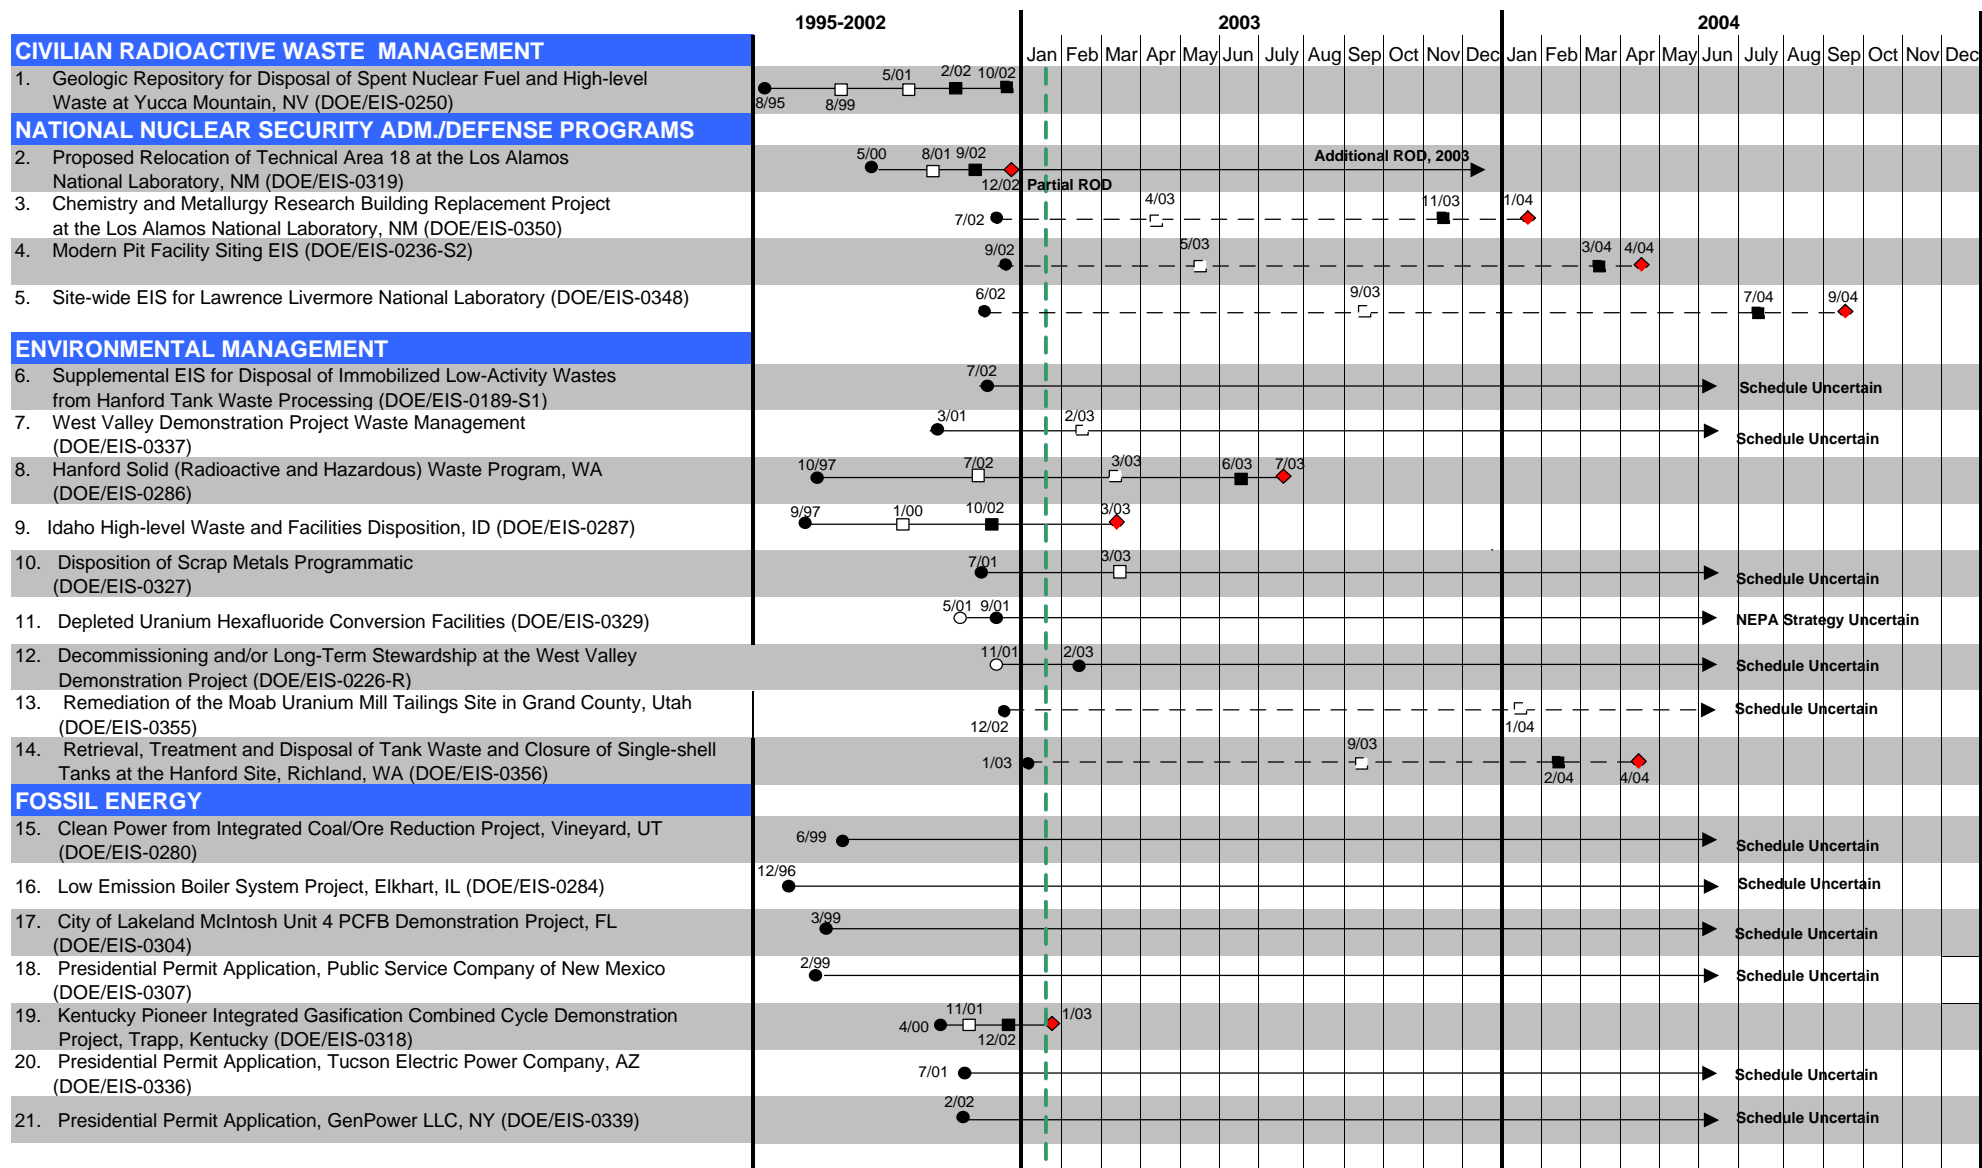 1995-2002 2003 2004
CIVILIAN RADIOACTIVE WASTE MANAGEMENT
Jan Feb Mar Apr May Jun July Aug Sep Oct Nov Dec Jan Feb Mar Apr May Jun July Aug Sep Oct Nov Dec
1. Geologic Repository for Disposal of Spent Nuclear Fuel and High-level
Waste at Yucca Mountain, NV (DOE/EIS-0250)
8/95 8/99 5/01 2/02 10/02
NATIONAL NUCLEAR SECURITY ADM./DEFENSE PROGRAMS
2. Proposed Relocation of Technical Area 18 at the Los Alamos
National Laboratory, NM (DOE/EIS-0319)
5/00 8/01 9/02 12/02 Partial ROD
Additional ROD, 2003
3. Chemistry and Metallurgy Research Building Replacement Project
at the Los Alamos National Laboratory, NM (DOE/EIS-0350)
7/02 4/03 11/03 1/04
4. Modern Pit Facility Siting EIS (DOE/EIS-0236-S2)
9/02 5/03 3/04 4/04
5. Site-wide EIS for Lawrence Livermore National Laboratory (DOE/EIS-0348)
6/02 9/03 7/04 9/04
ENVIRONMENTAL MANAGEMENT
6. Supplemental EIS for Disposal of Immobilized Low-Activity Wastes
from Hanford Tank Waste Processing (DOE/EIS-0189-S1)
7/02 Schedule Uncertain
7. West Valley Demonstration Project Waste Management
(DOE/EIS-0337)
3/01 2/03 Schedule Uncertain
8. Hanford Solid (Radioactive and Hazardous) Waste Program, WA
(DOE/EIS-0286)
10/97 7/02 3/03 6/03 7/03
9. Idaho High-level Waste and Facilities Disposition, ID (DOE/EIS-0287)
9/97 1/00 10/02 3/03
10. Disposition of Scrap Metals Programmatic
(DOE/EIS-0327)
7/01 3/03 Schedule Uncertain
11. Depleted Uranium Hexafluoride Conversion Facilities (DOE/EIS-0329)
5/01 9/01 NEPA Strategy Uncertain
12. Decommissioning and/or Long-Term Stewardship at the West Valley
Demonstration Project (DOE/EIS-0226-R)
11/01 2/03 Schedule Uncertain
13. Remediation of the Moab Uranium Mill Tailings Site in Grand County, Utah
(DOE/EIS-0355)
12/02 1/04 Schedule Uncertain
14. Retrieval, Treatment and Disposal of Tank Waste and Closure of Single-shell
Tanks at the Hanford Site, Richland, WA (DOE/EIS-0356)
1/03 9/03 2/04 4/04
FOSSIL ENERGY
15. Clean Power from Integrated Coal/Ore Reduction Project, Vineyard, UT
(DOE/EIS-0280)
6/99 Schedule Uncertain
16. Low Emission Boiler System Project, Elkhart, IL (DOE/EIS-0284)
12/96 Schedule Uncertain
17. City of Lakeland McIntosh Unit 4 PCFB Demonstration Project, FL
(DOE/EIS-0304)
3/99 Schedule Uncertain
18. Presidential Permit Application, Public Service Company of New Mexico
(DOE/EIS-0307)
2/99 Schedule Uncertain
19. Kentucky Pioneer Integrated Gasification Combined Cycle Demonstration
Project, Trapp, Kentucky (DOE/EIS-0318)
4/00 11/01 12/02 1/03
20. Presidential Permit Application, Tucson Electric Power Company, AZ
(DOE/EIS-0336)
7/01 Schedule Uncertain
21. Presidential Permit Application, GenPower LLC, NY (DOE/EIS-0339)
2/02 Schedule Uncertain